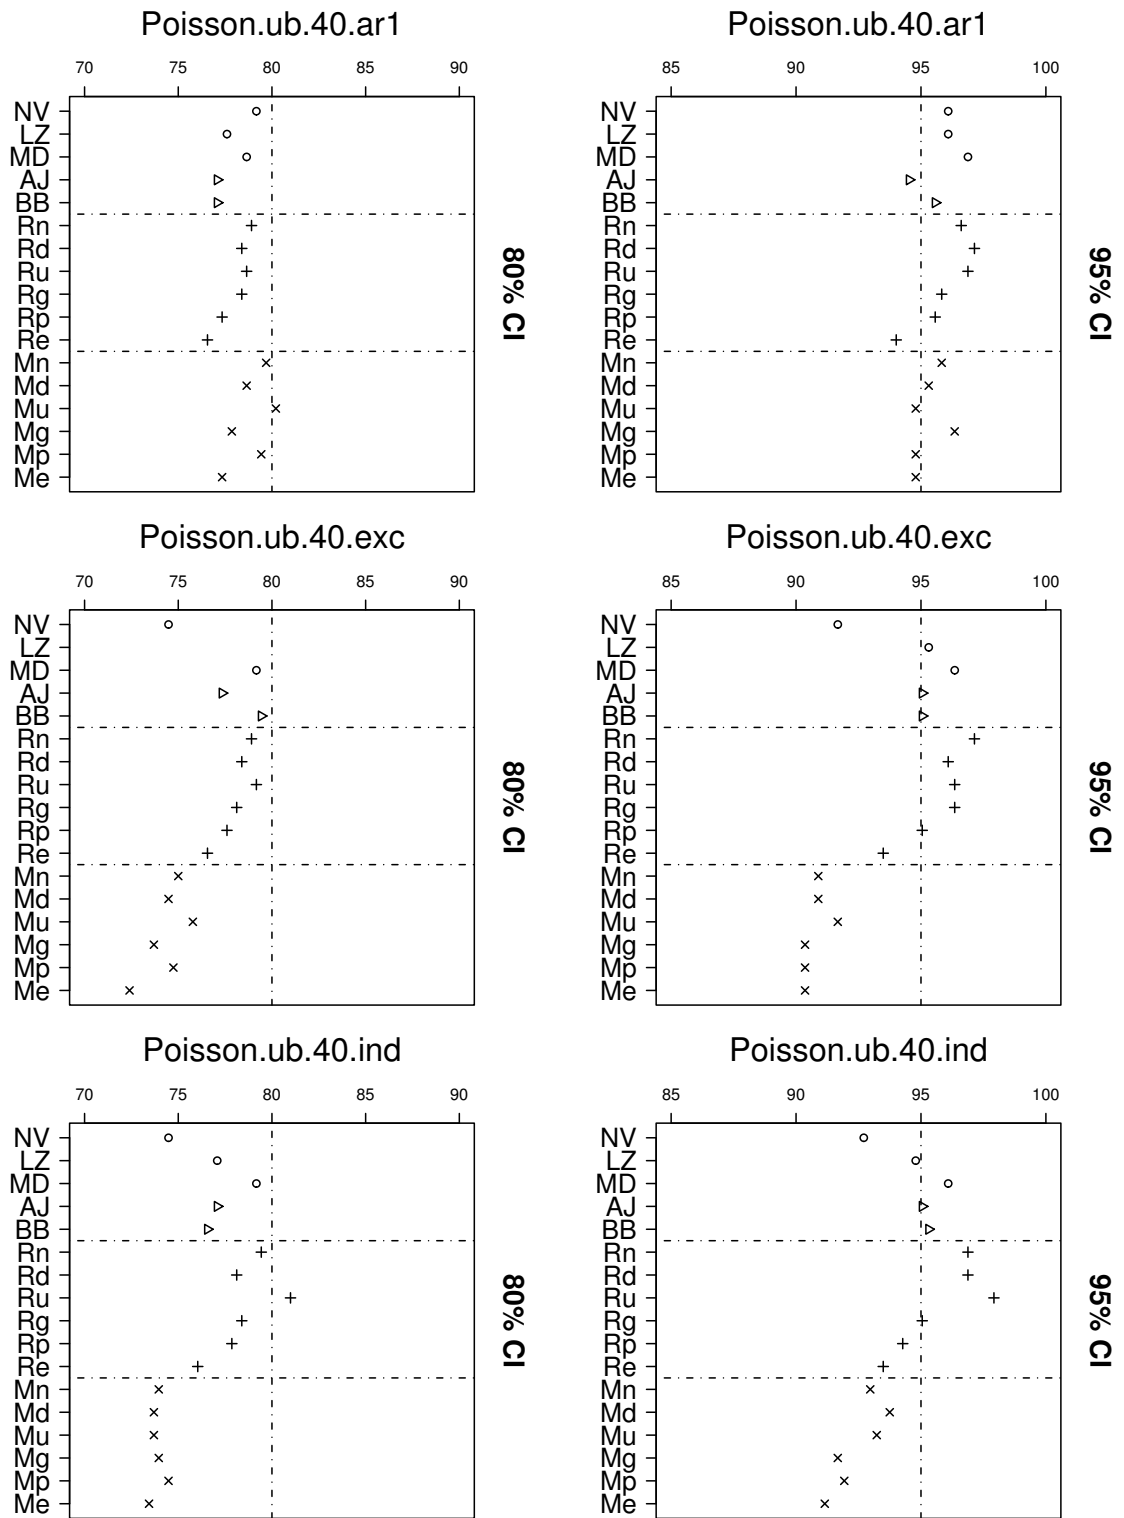 Poisson.ub.40.ar1
70 75 80 85 90
NV
LZ
MD
AJ
BB
Rn
Rd
Ru
Rg
Rp
Re
Mn
Md
Mu
Mg
Mp
Me
80% CI
Poisson.ub.40.ar1
85 90 95 100
NV
LZ
MD
AJ
BB
Rn
Rd
Ru
Rg
Rp
Re
Mn
Md
Mu
Mg
Mp
Me
95% CI
Poisson.ub.40.exc
70 75 80 85 90
NV
LZ
MD
AJ
BB
Rn
Rd
Ru
Rg
Rp
Re
Mn
Md
Mu
Mg
Mp
Me
80% CI
Poisson.ub.40.exc
85 90 95 100
NV
LZ
MD
AJ
BB
Rn
Rd
Ru
Rg
Rp
Re
Mn
Md
Mu
Mg
Mp
Me
95% CI
Poisson.ub.40.ind
70 75 80 85 90
NV
LZ
MD
AJ
BB
Rn
Rd
Ru
Rg
Rp
Re
Mn
Md
Mu
Mg
Mp
Me
80% CI
Poisson.ub.40.ind
85 90 95 100
NV
LZ
MD
AJ
BB
Rn
Rd
Ru
Rg
Rp
Re
Mn
Md
Mu
Mg
Mp
Me
95% CI